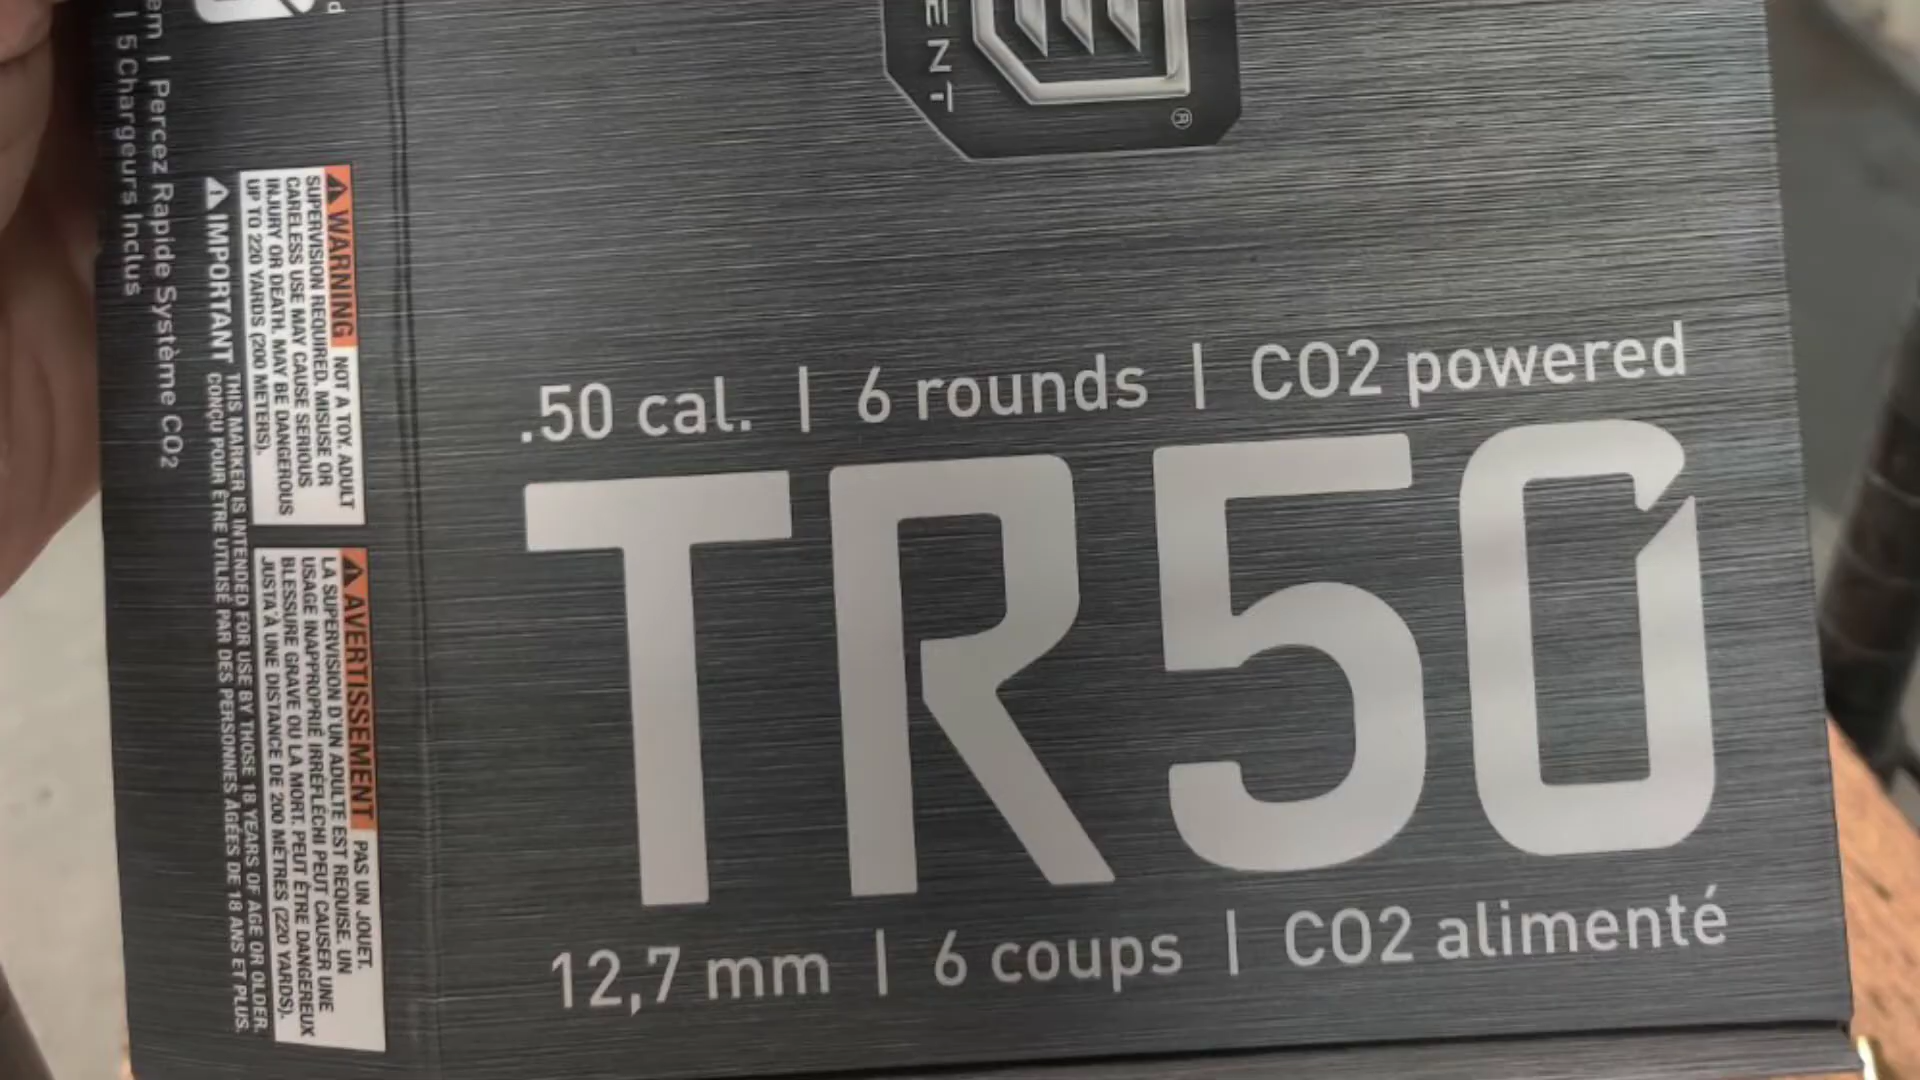 ENT
®
.50 cal. | 6 rounds | CO2 powered
TR50
12,7 mm | 6 coups | CO2 alimenté
⚠ WARNING NOT A TOY. ADULT
SUPERVISION REQUIRED. MISUSE OR
CARELESS USE MAY CAUSE SERIOUS
INJURY OR DEATH. MAY BE DANGEROUS
UP TO 220 YARDS (200 METERS).
⚠ AVERTISSEMENT PAS UN JOUET.
LA SUPERVISION D'UN ADULTE EST REQUISE. UN
USAGE INAPPROPRIÉ IRRÉFLÉCHI PEUT CAUSER UNE
BLESSURE GRAVE OU LA MORT. PEUT ÊTRE DANGEREUX
JUSTA'À UNE DISTANCE DE 200 MÈTRES (220 YARDS).
⚠ IMPORTANT THIS MARKER IS INTENDED FOR USE BY THOSE 18 YEARS OF AGE OR OLDER.
CONÇU POUR ÊTRE UTILISÉ PAR DES PERSONNES AGÉES DE 18 ANS ET PLUS.
em | Percez Rapide Système CO2
| 5 Chargeurs Inclus